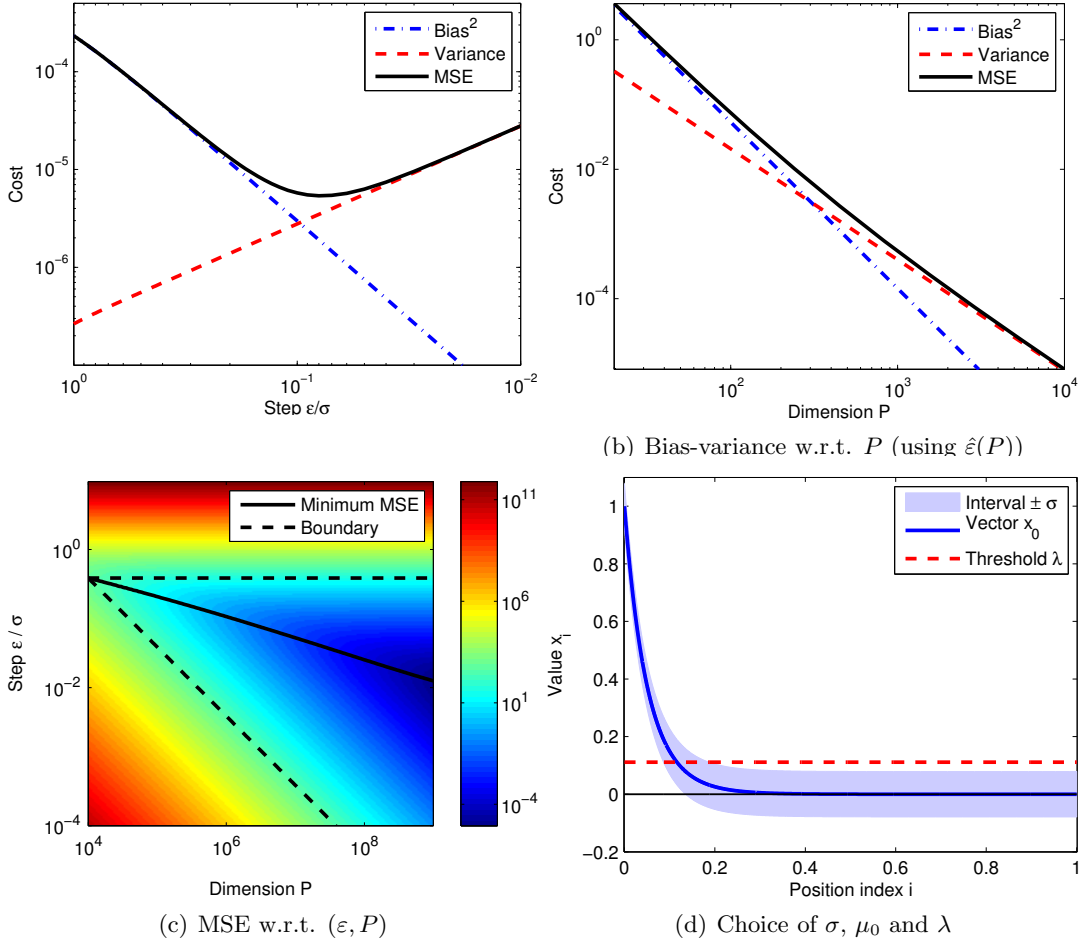 Bias²
Variance
MSE
Cost
10⁻⁴
10⁻⁵
10⁻⁶
10⁰
10⁻¹
10⁻²
Step ε/σ
Bias²
Variance
MSE
Cost
10⁰
10⁻²
10⁻⁴
10²
10³
10⁴
Dimension P
(b) Bias-variance w.r.t. P (using ε̂(P))
Minimum MSE
Boundary
Step ε / σ
10⁰
10⁻²
10⁻⁴
10⁴
10⁶
10⁸
Dimension P
10¹¹
10⁶
10¹
10⁻⁴
(c) MSE w.r.t. (ε, P)
Interval ± σ
Vector x₀
Threshold λ
Value xᵢ
1
0.8
0.6
0.4
0.2
0
−0.2
0
0.2
0.4
0.6
0.8
1
Position index i
(d) Choice of σ, μ₀ and λ